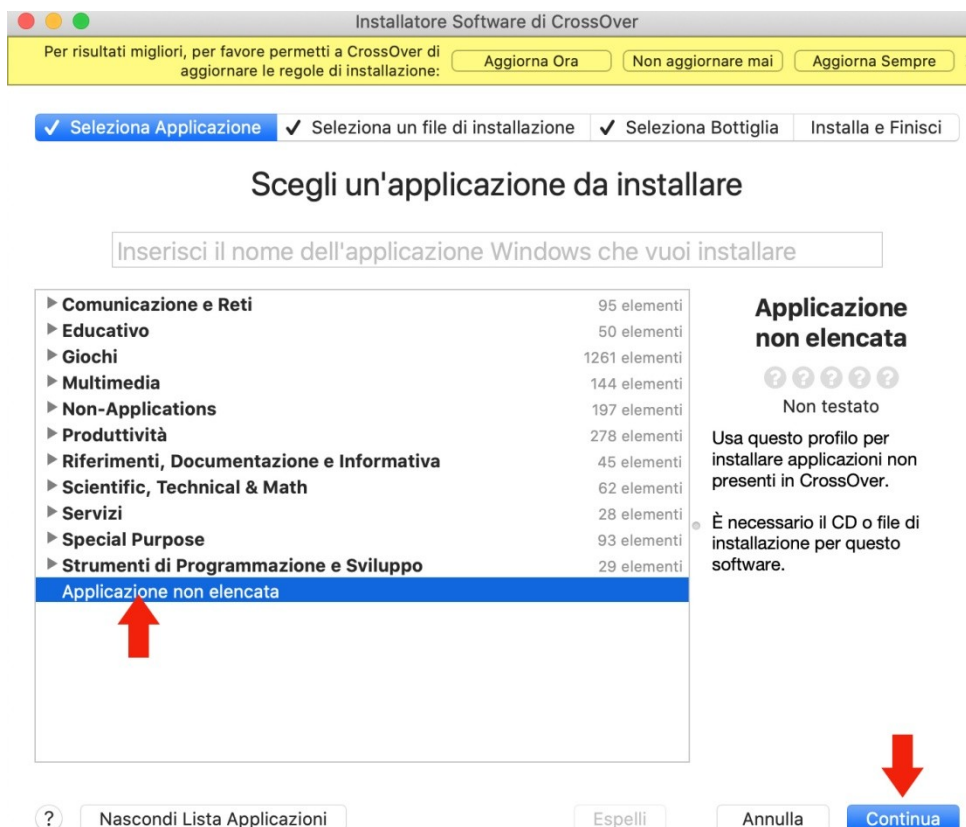 Installatore Software di CrossOver
Per risultati migliori, per favore permetti a CrossOver di
aggiornare le regole di installazione:
Aggiorna Ora
Non aggiornare mai
Aggiorna Sempre
✓ Seleziona Applicazione
✓ Seleziona un file di installazione
✓ Seleziona Bottiglia
Installa e Finisci
Scegli un'applicazione da installare
Inserisci il nome dell'applicazione Windows che vuoi installare
Comunicazione e Reti 95 elementi
Educativo 50 elementi
Giochi 1261 elementi
Multimedia 144 elementi
Non-Applications 197 elementi
Produttività 278 elementi
Riferimenti, Documentazione e Informativa 45 elementi
Scientific, Technical & Math 62 elementi
Servizi 28 elementi
Special Purpose 93 elementi
Strumenti di Programmazione e Sviluppo 29 elementi
Applicazione non elencata
Applicazione
non elencata
? ? ? ? ?
Non testato
Usa questo profilo per
installare applicazioni non
presenti in CrossOver.
È necessario il CD o file di
installazione per questo
software.
?
Nascondi Lista Applicazioni
Espelli
Annulla
Continua